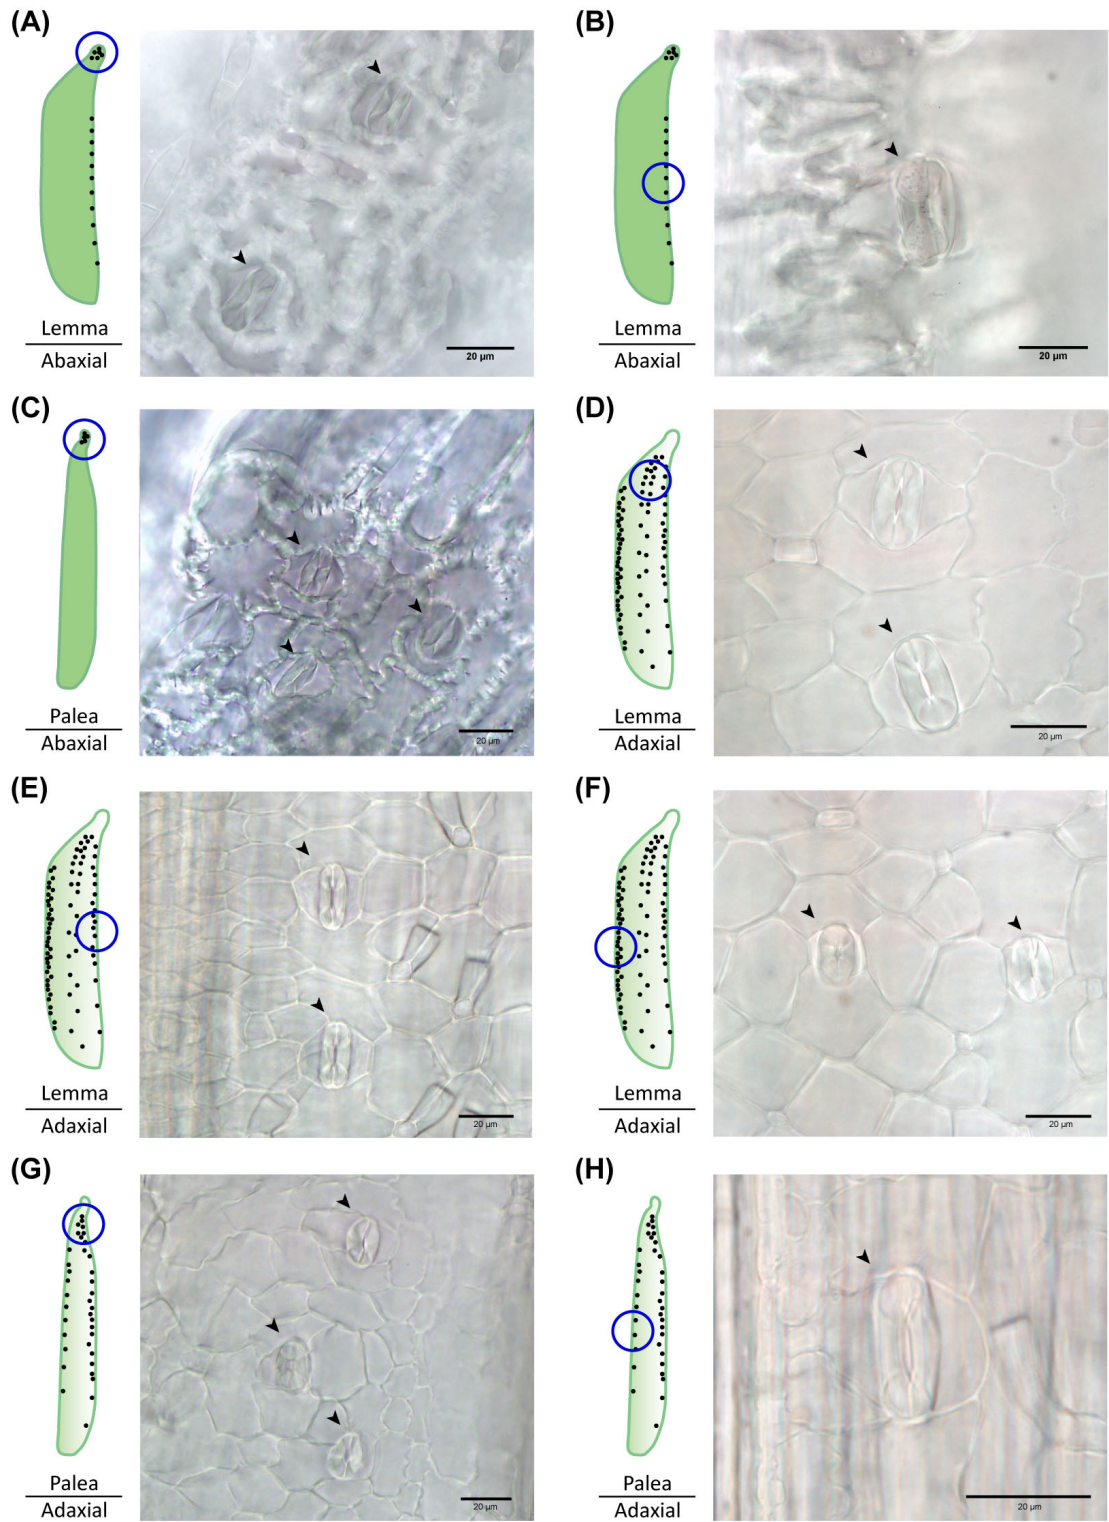 (A)
Lemma
Abaxial
20 µm
(B)
Lemma
Abaxial
20 µm
(C)
Palea
Abaxial
20 µm
(D)
Lemma
Adaxial
20 µm
(E)
Lemma
Adaxial
20 µm
(F)
Lemma
Adaxial
20 µm
(G)
Palea
Adaxial
20 µm
(H)
Palea
Adaxial
20 µm